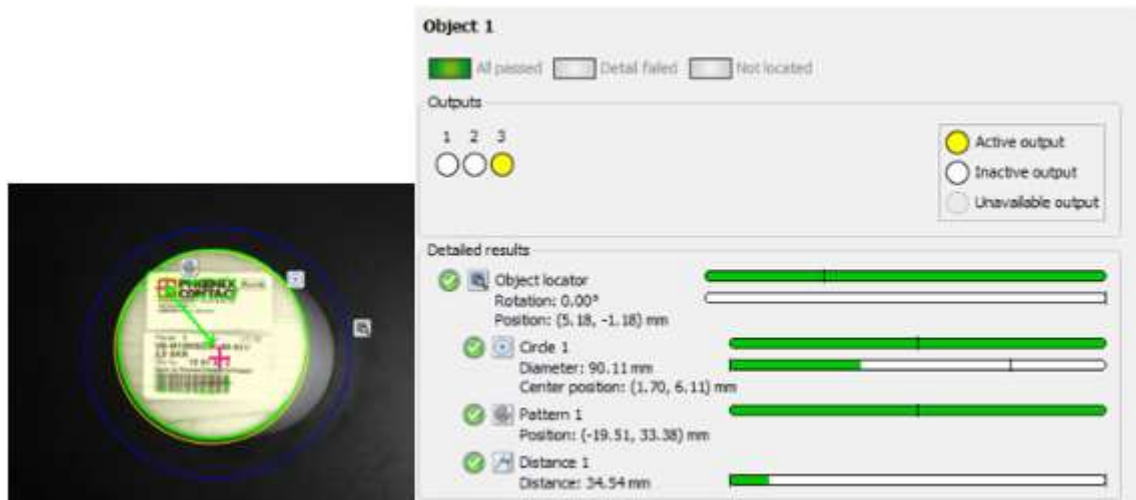 Object 1
All passed Detail failed Not located
Outputs
1 2 3
Active output
Inactive output
Unavailable output
Detailed results
Object locator
Rotation: 0.00°
Position: (5.18, -1.18) mm
Circle 1
Diameter: 90.11 mm
Center position: (1.70, 6.11) mm
Pattern 1
Position: (-19.51, 33.38) mm
Distance 1
Distance: 34.54 mm
PHOENIX
CONTACT